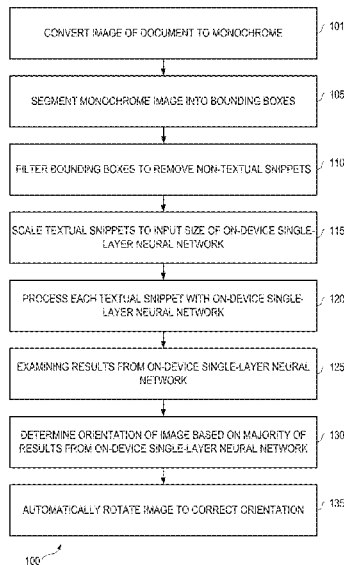 CONVERT IMAGE OF DOCUMENT TO MONOCHROME
101
SEGMENT MONOCHROME IMAGE INTO BOUNDING BOXES
105
FILTER BOUNDING BOXES TO REMOVE NON-TEXTUAL SNIPPETS
110
SCALE TEXTUAL SNIPPETS TO INPUT SIZE OF ON-DEVICE SINGLE-
LAYER NEURAL NETWORK
115
PROCESS EACH TEXTUAL SNIPPET WITH ON-DEVICE SINGLE-
LAYER NEURAL NETWORK
120
EXAMINING RESULTS FROM ON-DEVICE SINGLE-LAYER NEURAL
NETWORK
125
DETERMINE ORIENTATION OF IMAGE BASED ON MAJORITY OF
RESULTS FROM ON-DEVICE SINGLE-LAYER NEURAL NETWORK
130
AUTOMATICALLY ROTATE IMAGE TO CORRECT ORIENTATION
135
100